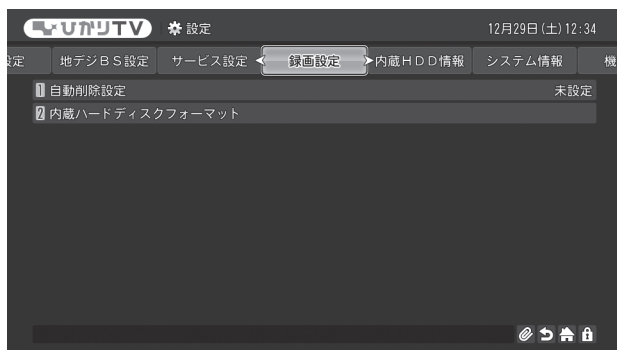 ひかりTV 設定 12月29日(土)12:34
設定 地デジBS設定 サービス設定 録画設定 内蔵HDD情報 システム情報 機
1 自動削除設定 未設定
2 内蔵ハードディスクフォーマット